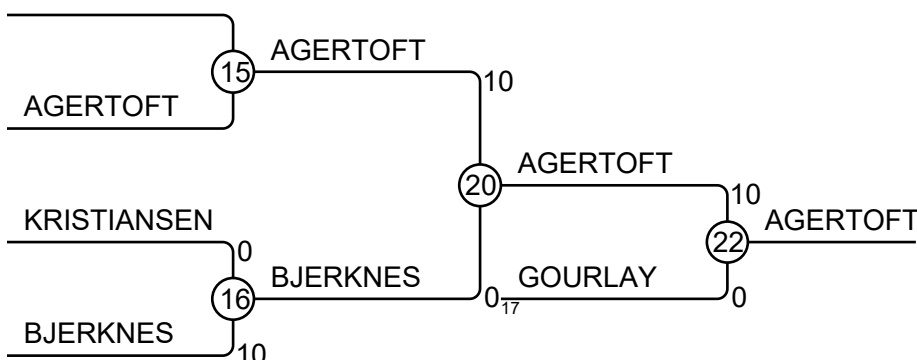 AGERTOFT
15
10
AGERTOFT
AGERTOFT
20
10
KRISTIANSEN
AGERTOFT
0
22
BJERKNES
GOURLAY
16
0
17
0
BJERKNES
10